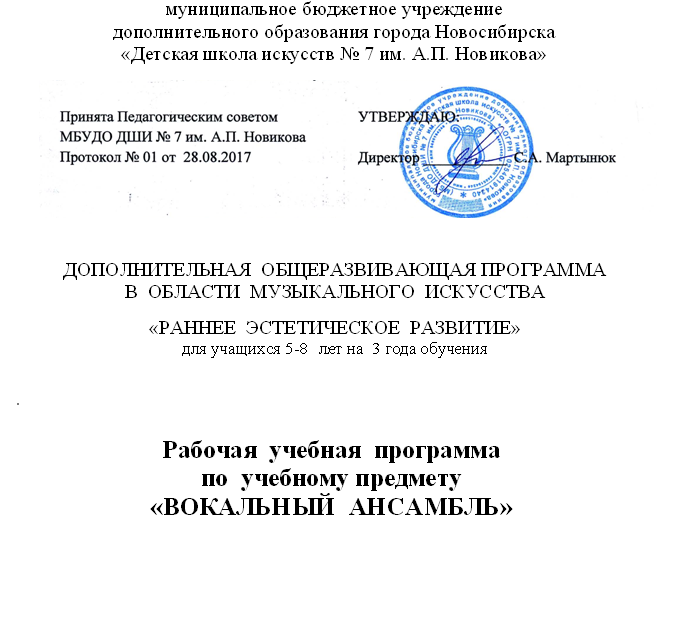 муниципальное бюджетное учреждение
дополнительного образования города Новосибирска
«Детская школа искусств № 7 им. А.П. Новикова»
Принята Педагогическим советом
МБУДО ДШИ № 7 им. А.П. Новикова
Протокол № 01 от 28.08.2017
УТВЕРЖДАЮ:
Директор С.А. Мартынюк
ДОПОЛНИТЕЛЬНАЯ ОБЩЕРАЗВИВАЮЩАЯ ПРОГРАММА
В ОБЛАСТИ МУЗЫКАЛЬНОГО ИСКУССТВА
«РАННЕЕ ЭСТЕТИЧЕСКОЕ РАЗВИТИЕ»
для учащихся 5-8 лет на 3 года обучения
Рабочая учебная программа
по учебному предмету
«ВОКАЛЬНЫЙ АНСАМБЛЬ»